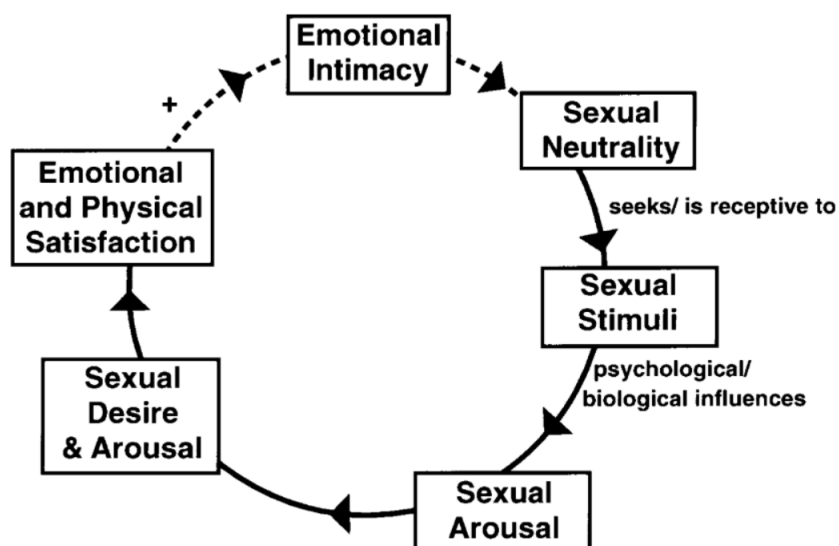 Emotional
Intimacy
+
Sexual
Neutrality
Emotional
and Physical
Satisfaction
seeks/ is receptive to
Sexual
Stimuli
psychological/
biological influences
Sexual
Desire
& Arousal
Sexual
Arousal